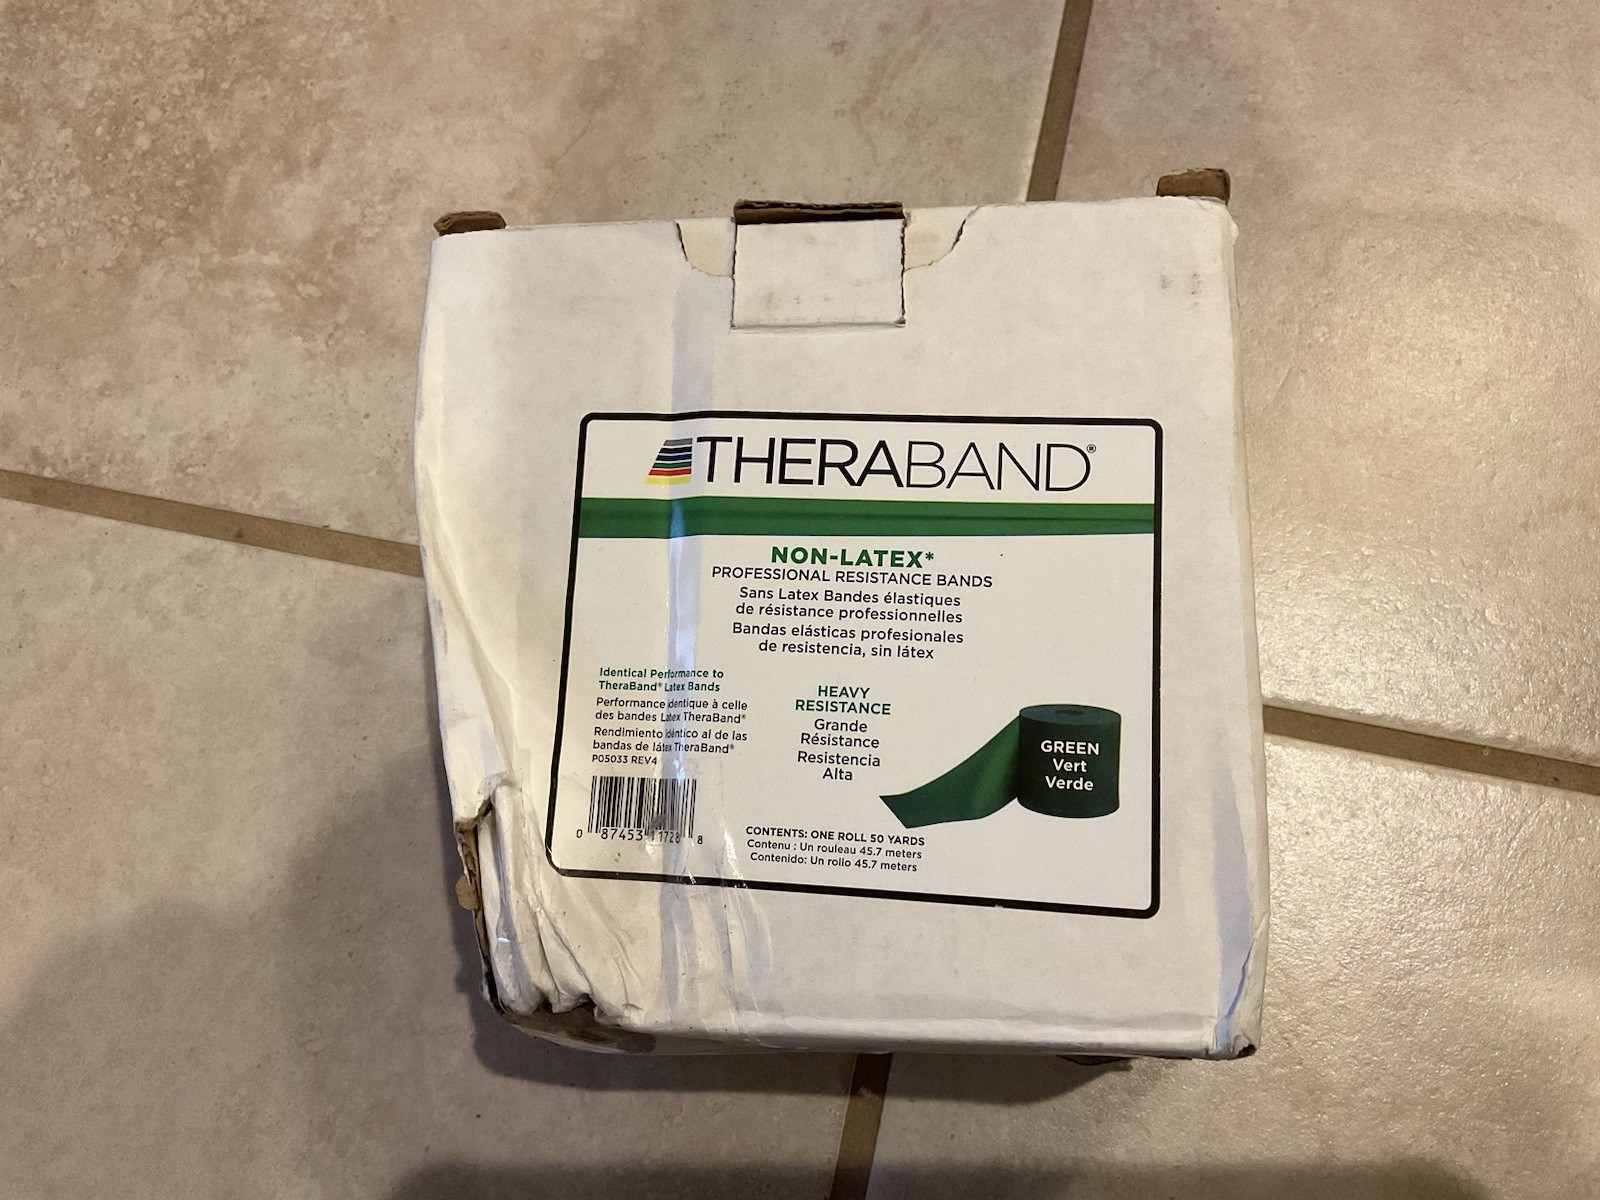 THERABAND®
NON-LATEX*
PROFESSIONAL RESISTANCE BANDS
Sans Latex Bandes élastiques
de résistance professionnelles
Bandas elásticas profesionales
de resistencia, sin látex
Identical Performance to
TheraBand® Latex Bands
Performance identique à celle
des bandes Latex TheraBand®
Rendimiento idéntico al de las
bandas de látex TheraBand®
P05033 REV4
0 87453 11728 8
HEAVY
RESISTANCE
Grande
Résistance
Resistencia
Alta
GREEN
Vert
Verde
CONTENTS: ONE ROLL 50 YARDS
Contenu : Un rouleau 45.7 meters
Contenido: Un rollo 45.7 meters